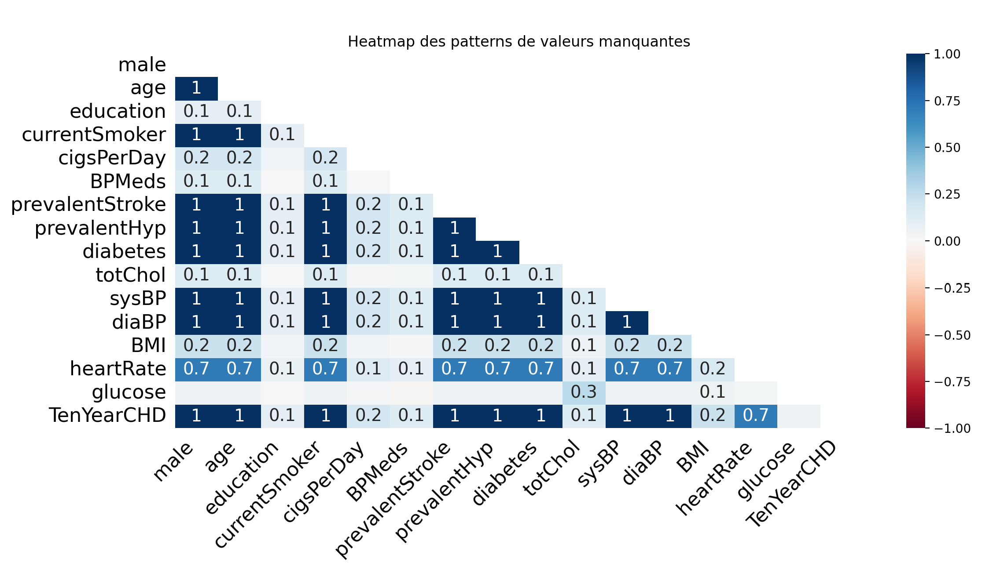 Heatmap des patterns de valeurs manquantes
male
age 1
education 0.1 0.1
currentSmoker 1 1 0.1
cigsPerDay 0.2 0.2 0.2
BPMeds 0.1 0.1 0.1
prevalentStroke 1 1 0.1 1 0.2 0.1
prevalentHyp 1 1 0.1 1 0.2 0.1 1
diabetes 1 1 0.1 1 0.2 0.1 1 1
totChol 0.1 0.1 0.1 0.1 0.1 0.1
sysBP 1 1 0.1 1 0.2 0.1 1 1 1 0.1
diaBP 1 1 0.1 1 0.2 0.1 1 1 1 0.1 1
BMI 0.2 0.2 0.2 0.2 0.2 0.2 0.1 0.2 0.2
heartRate 0.7 0.7 0.1 0.7 0.1 0.1 0.7 0.7 0.7 0.1 0.7 0.7 0.2
glucose 0.3 0.1
TenYearCHD 1 1 0.1 1 0.2 0.1 1 1 1 0.1 1 1 0.2 0.7
male
age
education
currentSmoker
cigsPerDay
BPMeds
prevalentStroke
prevalentHyp
diabetes
totChol
sysBP
diaBP
BMI
heartRate
glucose
TenYearCHD
1.00
0.75
0.50
0.25
0.00
−0.25
−0.50
−0.75
−1.00